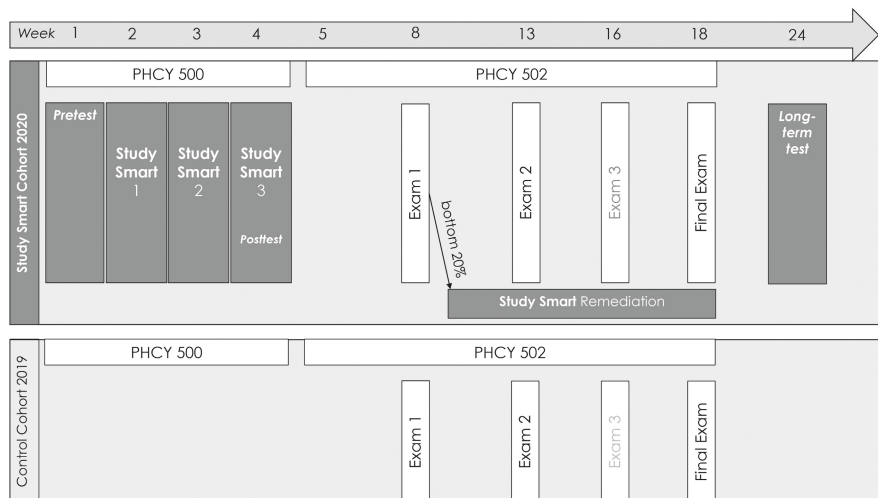 Week 1 2 3 4 5 8 13 16 18 24
Study Smart Cohort 2020
PHCY 500
PHCY 502
Pretest
Study
Smart
1
Study
Smart
2
Study
Smart
3
Posttest
Exam 1
Exam 2
Exam 3
Final Exam
Long-
term
test
bottom 20%
Study Smart Remediation
Control Cohort 2019
PHCY 500
PHCY 502
Exam 1
Exam 2
Exam 3
Final Exam